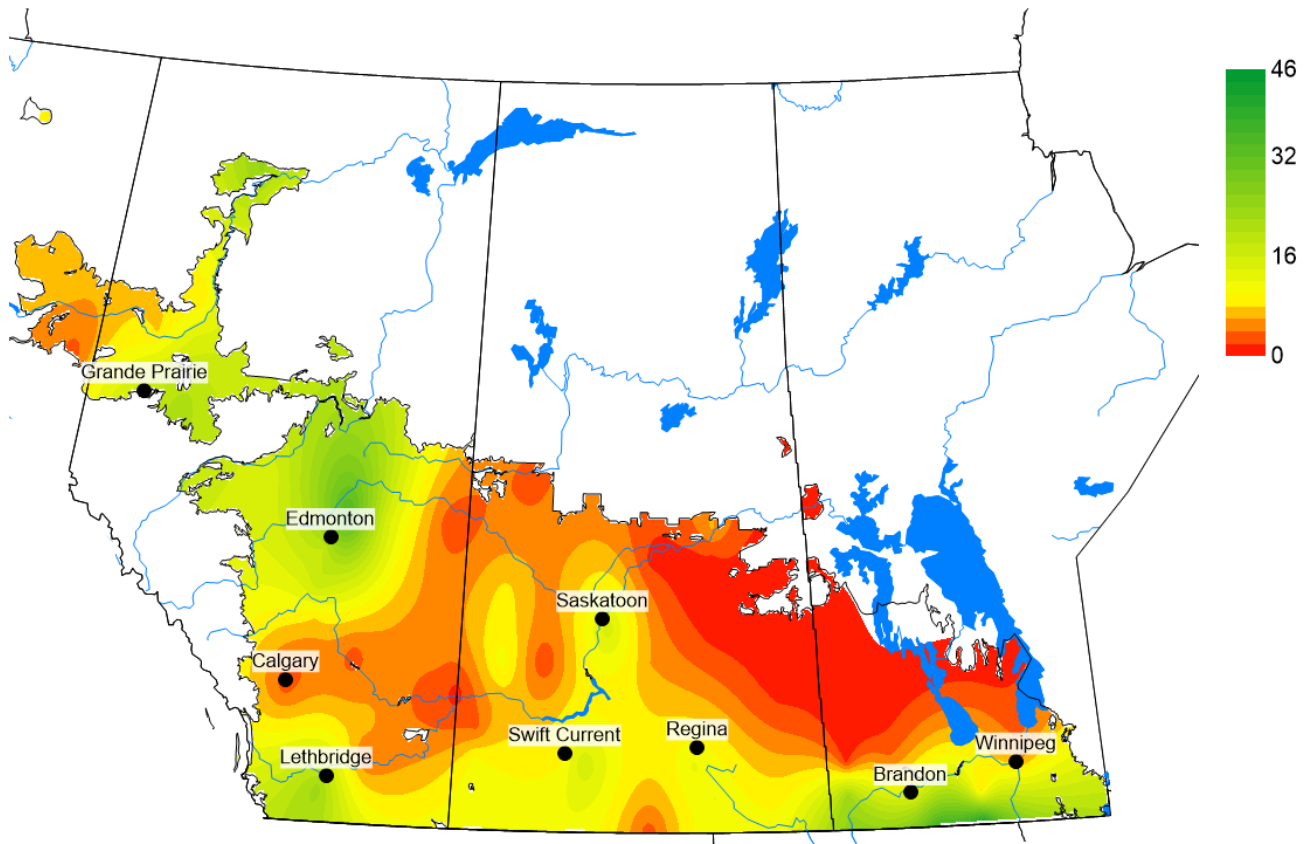 46
32
16
0
Grande Prairie
Edmonton
Saskatoon
Calgary
Regina
Swift Current
Winnipeg
Lethbridge
Brandon